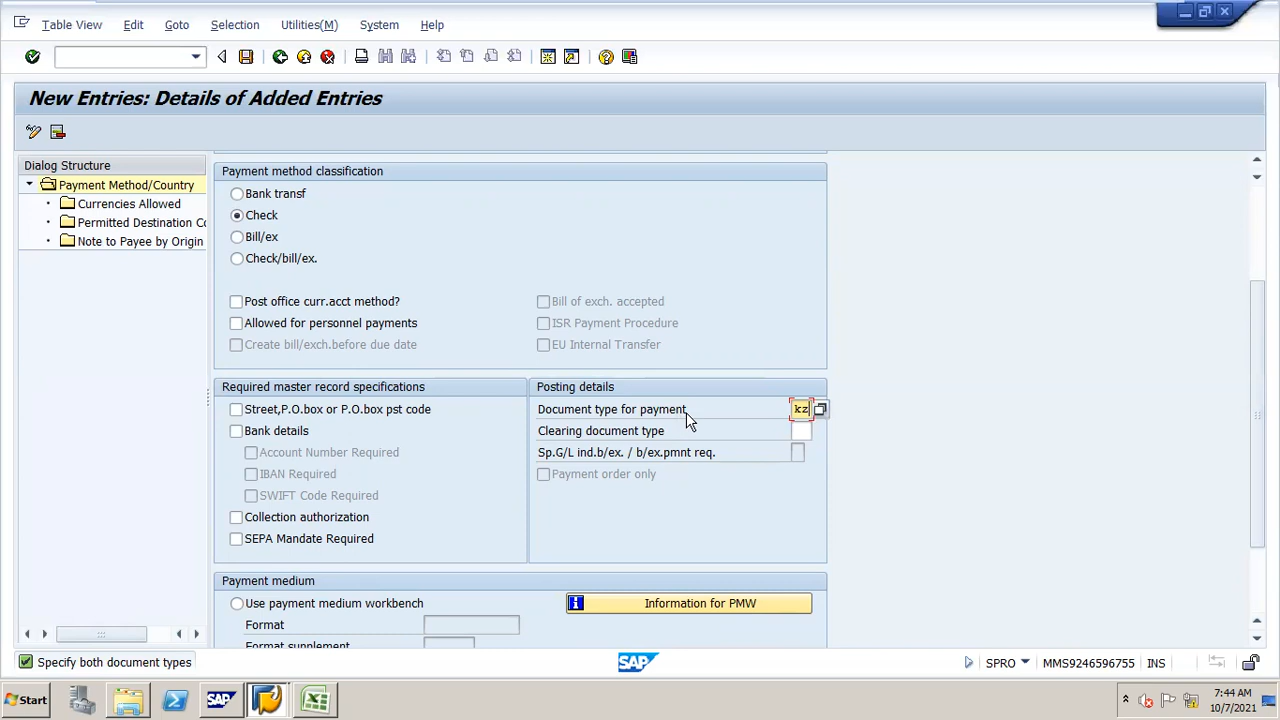 Table View Edit Goto Selection Utilities(M) System Help
New Entries: Details of Added Entries
Dialog Structure
Payment Method/Country
Currencies Allowed
Permitted Destination Co
Note to Payee by Origin
Payment method classification
Bank transf
Check
Bill/ex
Check/bill/ex.
Post office curr.acct method?
Bill of exch. accepted
Allowed for personnel payments
ISR Payment Procedure
Create bill/exch.before due date
EU Internal Transfer
Required master record specifications
Street,P.O.box or P.O.box pst code
Bank details
Account Number Required
IBAN Required
SWIFT Code Required
Collection authorization
SEPA Mandate Required
Posting details
Document type for payment kz
Clearing document type
Sp.G/L ind.b/ex. / b/ex.pmnt req.
Payment order only
Payment medium
Use payment medium workbench
Information for PMW
Format
Format supplement
Specify both document types
SAP
SPRO MMS9246596755 INS
Start
SAP
7:44 AM
10/7/2021